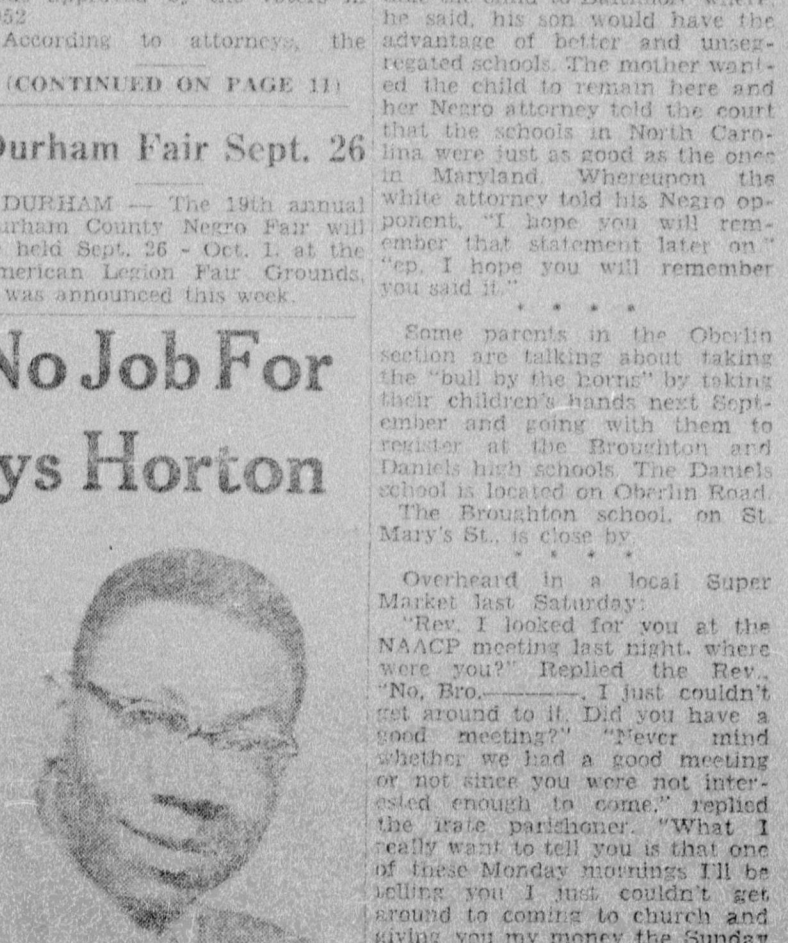 952
According to attorneys, the
(CONTINUED ON PAGE 11)
Durham Fair Sept. 26
DURHAM — The 19th annual
urham County Negro Fair will
held Sept. 26 - Oct. 1. at the
merican Legion Fair Grounds,
was announced this week.
No Job For
ys Horton
he said, his son would have the
advantage of better and unseg-
regated schools. The mother want-
ed the child to remain here and
her Negro attorney told the court
that the schools in North Caro-
lina were just as good as the ones
in Maryland. Whereupon the
white attorney told his Negro op-
ponent, "I hope you will rem-
ember that statement later on."
"ep, I hope you will remember
you said it."
* * * *
Some parents in the Oberlin
section are talking about taking
the "bull by the horns" by taking
their children's hands next Sept-
ember and going with them to
register at the Broughton and
Daniels high schools. The Daniels
school is located on Oberlin Road.
The Broughton school, on St.
Mary's St., is close by.
* * * *
Overheard in a local Super
Market last Saturday:
"Rev. I looked for you at the
NAACP meeting last night, where
were you?" Replied the Rev.,
"No, Bro.————. I just couldn't
get around to it. Did you have a
good meeting?" "Never mind
whether we had a good meeting
or not since you were not inter-
ested enough to come," replied
the irate parishoner. "What I
really want to tell you is that one
of these Monday mornings I'll be
telling you I just couldn't get
around to coming to church and
giving you my money the Sunday